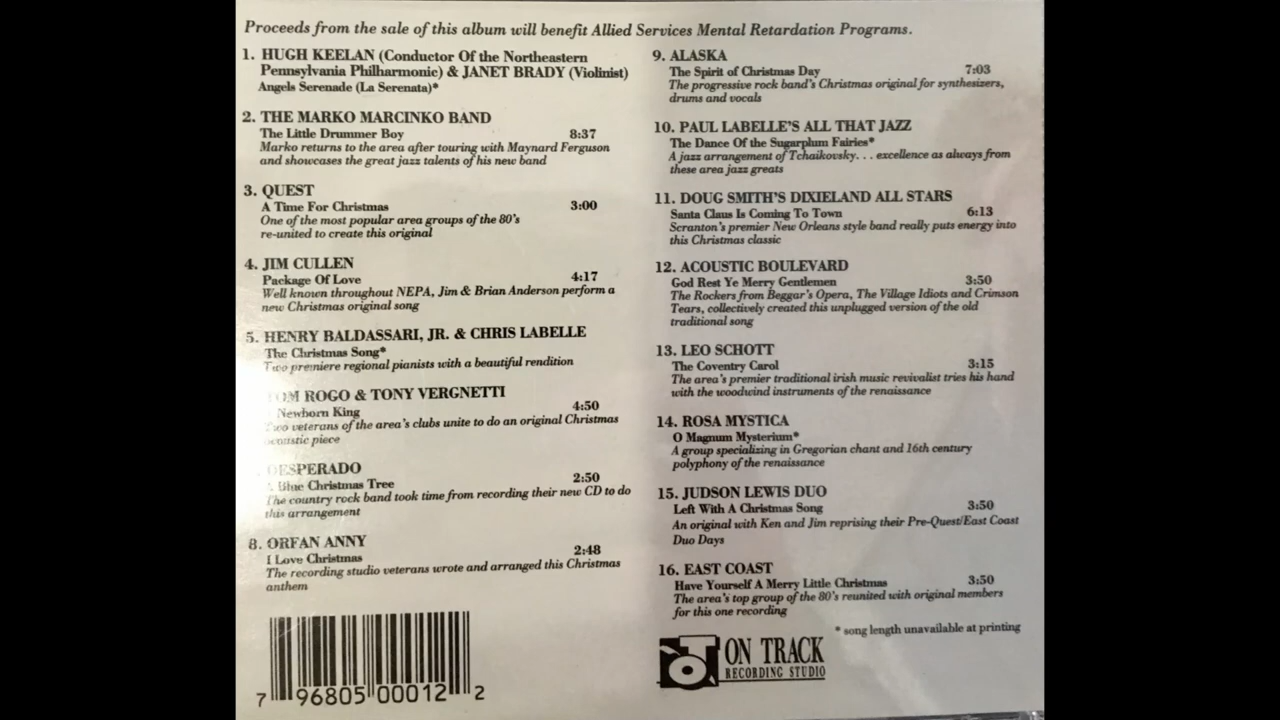 Proceeds from the sale of this album will benefit Allied Services Mental Retardation Programs.
1. HUGH KEELAN (Conductor Of the Northeastern
Pennsylvania Philharmonic) & JANET BRADY (Violinist)
Angels Serenade (La Serenata)*
2. THE MARKO MARCINKO BAND
The Little Drummer Boy 8:37
Marko returns to the area after touring with Maynard Ferguson
and showcases the great jazz talents of his new band
3. QUEST
A Time For Christmas 3:00
One of the most popular area groups of the 80's
re-united to create this original
4. JIM CULLEN
Package Of Love 4:17
Well known throughout NEPA, Jim & Brian Anderson perform a
new Christmas original song
5. HENRY BALDASSARI, JR. & CHRIS LABELLE
The Christmas Song*
Two premiere regional pianists with a beautiful rendition
TOM ROGO & TONY VERGNETTI
Newborn King 4:50
Two veterans of the area's clubs unite to do an original Christmas
acoustic piece
DESPERADO
Blue Christmas Tree 2:50
The country rock band took time from recording their new CD to do
this arrangement
8. ORFAN ANNY
I Love Christmas 2:48
The recording studio veterans wrote and arranged this Christmas
anthem
7 96805 00012 2
9. ALASKA
The Spirit of Christmas Day 7:03
The progressive rock band's Christmas original for synthesizers,
drums and vocals
10. PAUL LABELLE'S ALL THAT JAZZ
The Dance Of the Sugarplum Fairies*
A jazz arrangement of Tchaikovsky. . . excellence as always from
these area jazz greats
11. DOUG SMITH'S DIXIELAND ALL STARS
Santa Claus Is Coming To Town 6:13
Scranton's premier New Orleans style band really puts energy into
this Christmas classic
12. ACOUSTIC BOULEVARD
God Rest Ye Merry Gentlemen 3:50
The Rockers from Beggar's Opera, The Village Idiots and Crimson
Tears, collectively created this unplugged version of the old
traditional song
13. LEO SCHOTT
The Coventry Carol 3:15
The area's premier traditional irish music revivalist tries his hand
with the woodwind instruments of the renaissance
14. ROSA MYSTICA
O Magnum Mysterium*
A group specializing in Gregorian chant and 16th century
polyphony of the renaissance
15. JUDSON LEWIS DUO
Left With A Christmas Song 3:50
An original with Ken and Jim reprising their Pre-Quest/East Coast
Duo Days
16. EAST COAST
Have Yourself A Merry Little Christmas 3:50
The area's top group of the 80's reunited with original members
for this one recording
* song length unavailable at printing
ON TRACK
RECORDING STUDIO